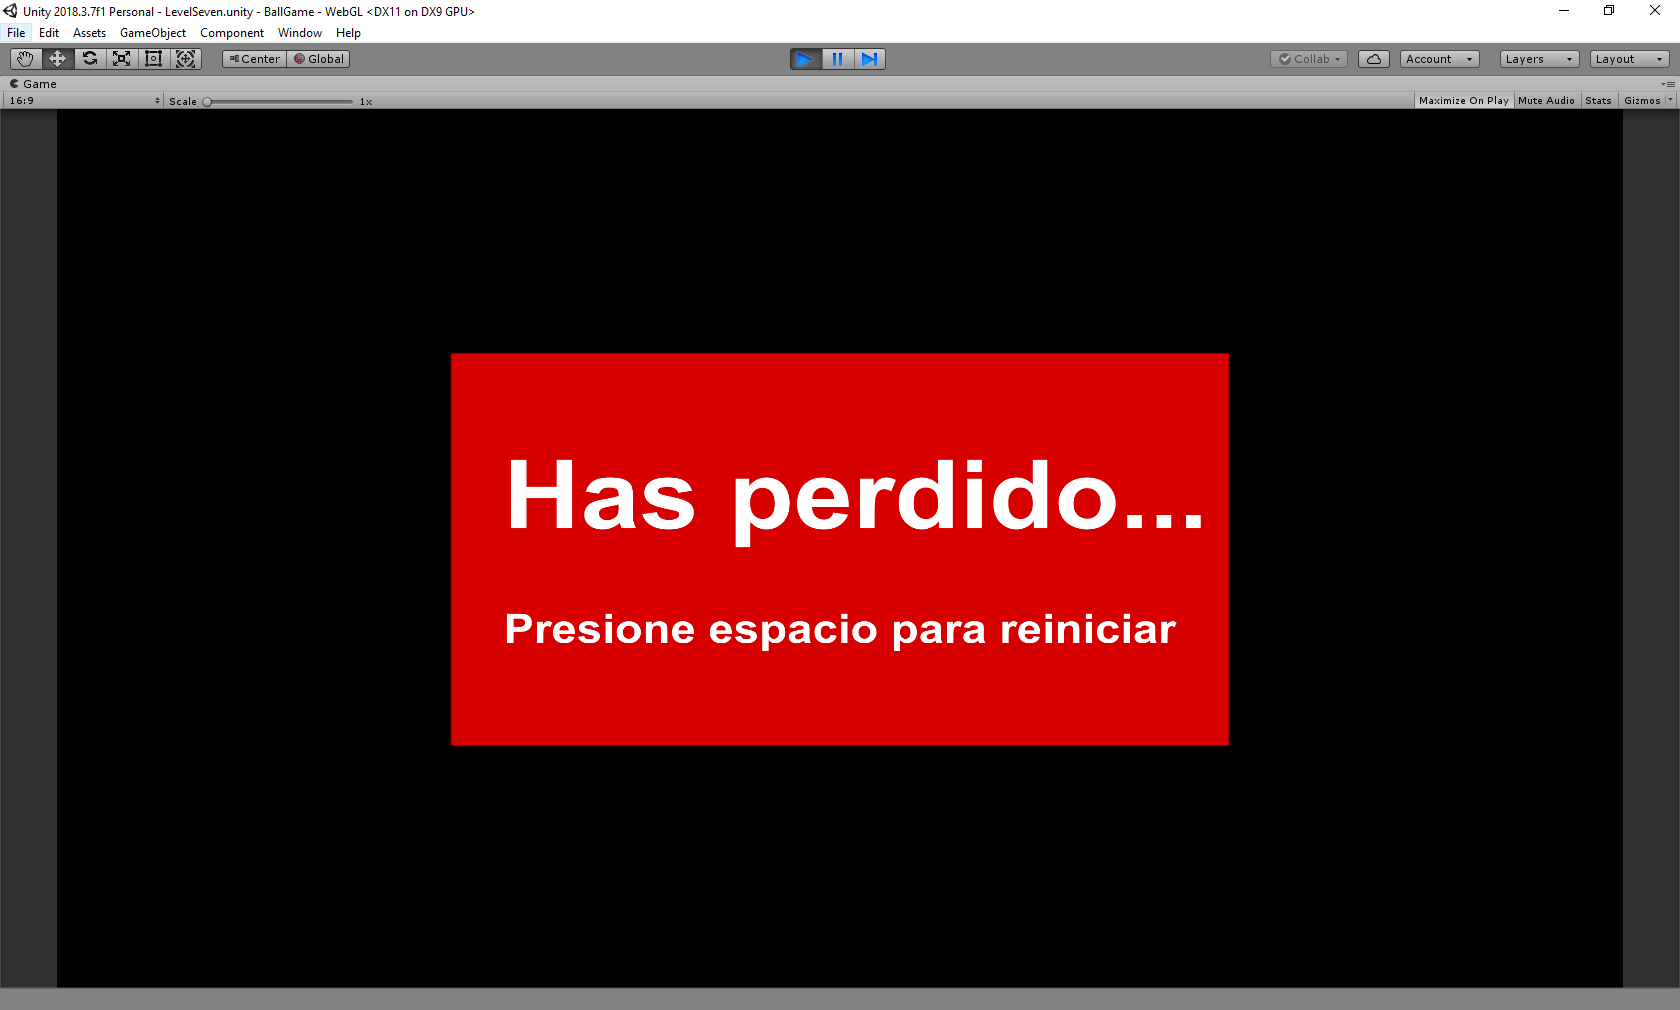 Unity 2018.3.7f1 Personal - LevelSeven.unity - BallGame - WebGL <DX11 on DX9 GPU>
File Edit Assets GameObject Component Window Help
Center Global Collab Account Layers Layout
Game
16:9 Scale 1x Maximize On Play Mute Audio Stats Gizmos
Has perdido...
Presione espacio para reiniciar